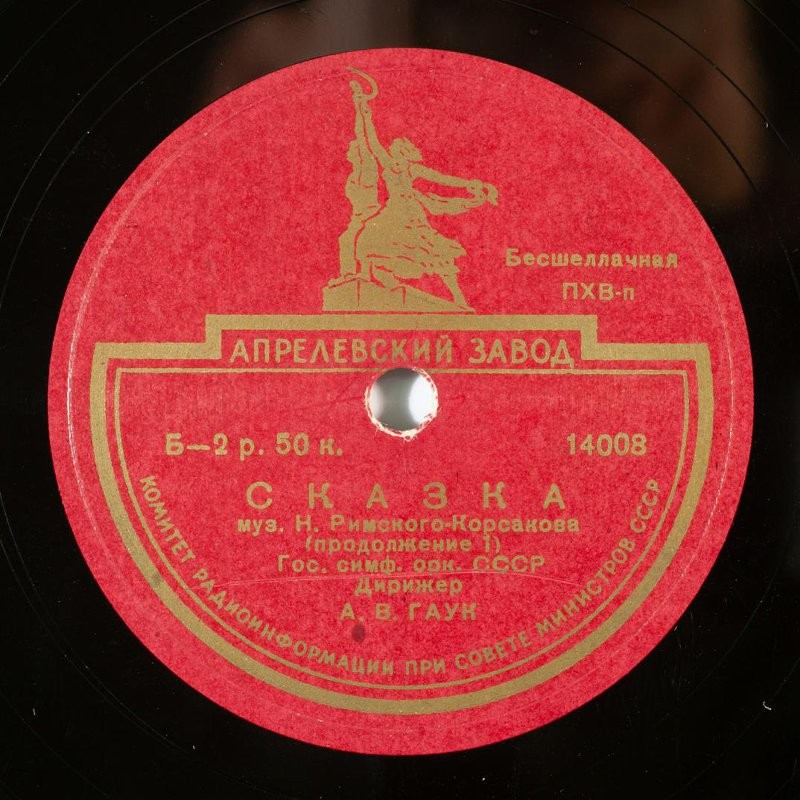 Бесшеллачная
ПХВ-п
АПРЕЛЕВСКИЙ ЗАВОД
Б—2 р. 50 к.
14008
СКАЗКА
муз. Н. Римского-Корсакова
(продолжение 1)
Гос. симф. орк. СССР
Дирижер
А. В. ГАУК
КОМИТЕТ РАДИОИНФОРМАЦИИ ПРИ СОВЕТЕ МИНИСТРОВ СССР